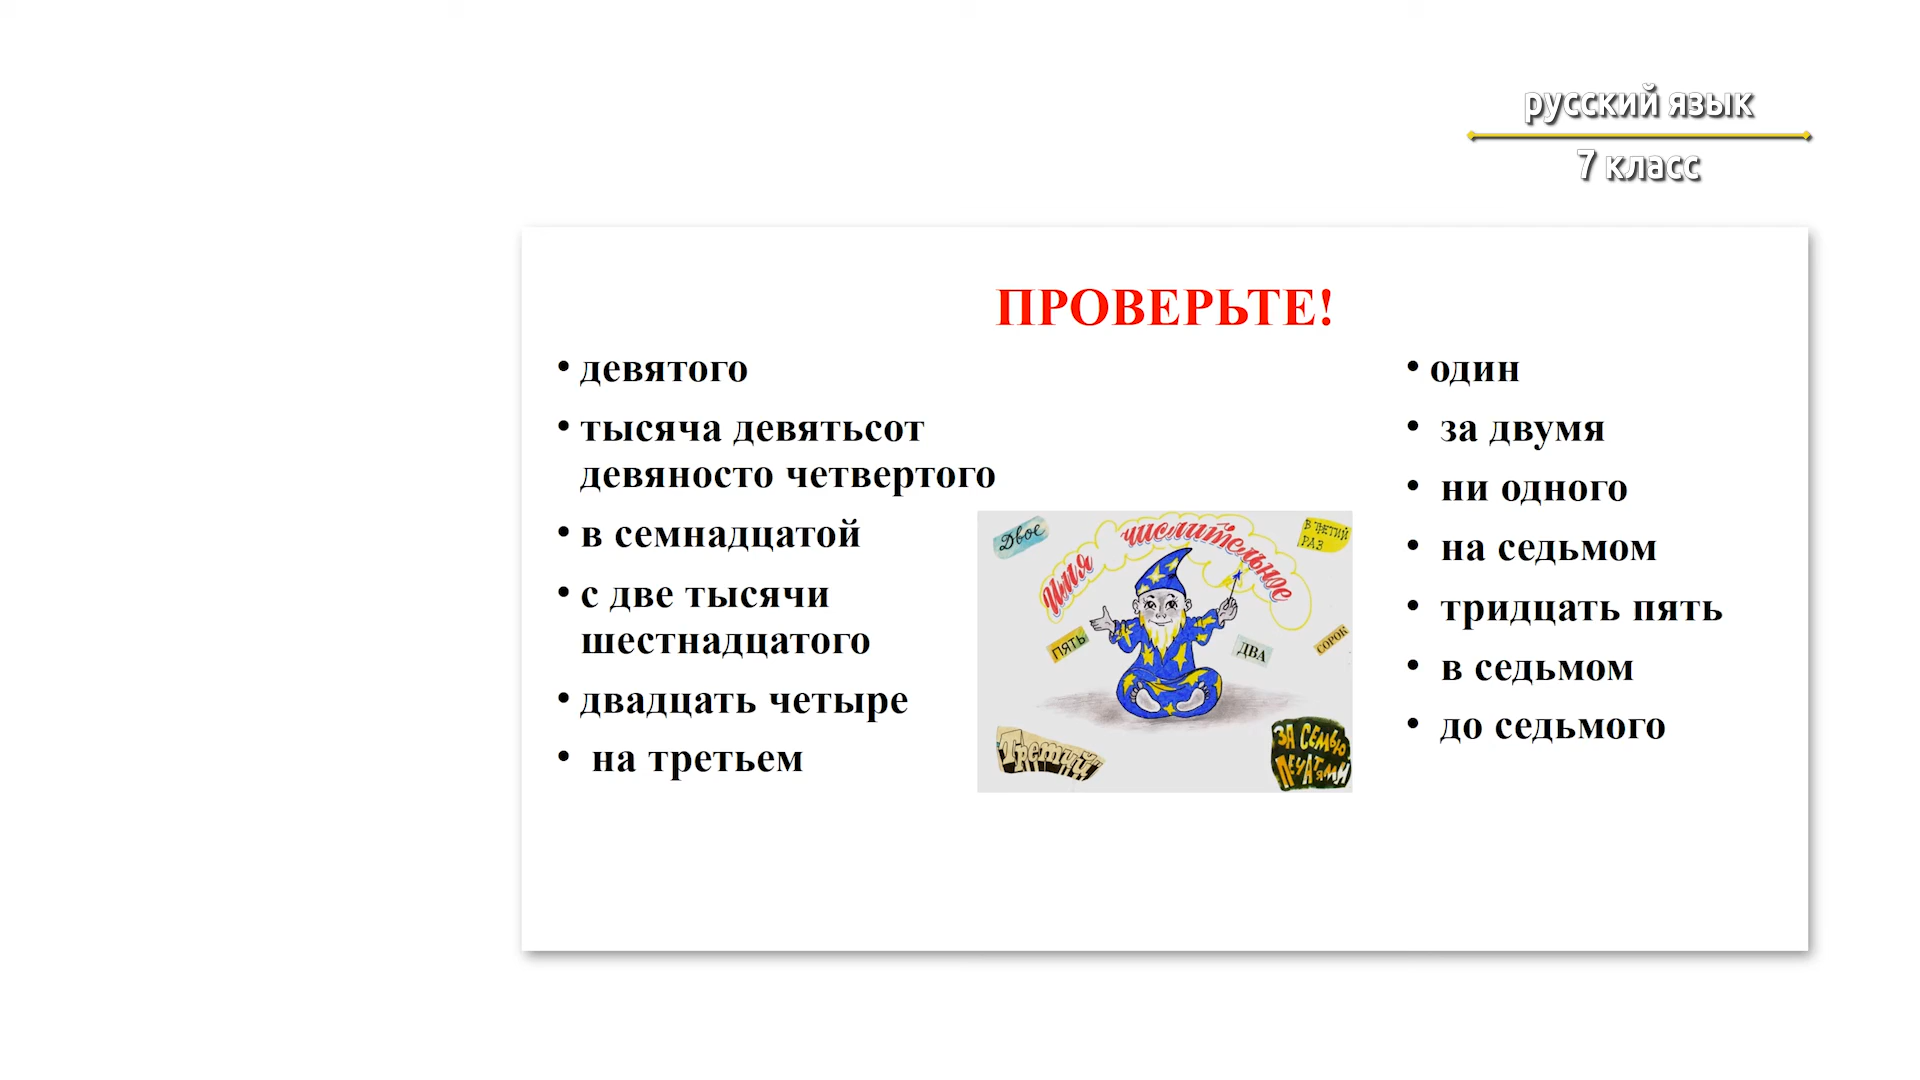 русский язык
7 класс
ПРОВЕРЬТЕ!
• девятого
• тысяча девятьсот
девяносто четвертого
• в семнадцатой
• с две тысячи
шестнадцатого
• двадцать четыре
• на третьем
Двое
имя числительное
В ТРЕТИЙ
РАЗ
ПЯТЬ
ДВА
СОРОК
Третий
ЗА СЕМЬЮ
ПЕЧАТЯМИ
• один
• за двумя
• ни одного
• на седьмом
• тридцать пять
• в седьмом
• до седьмого